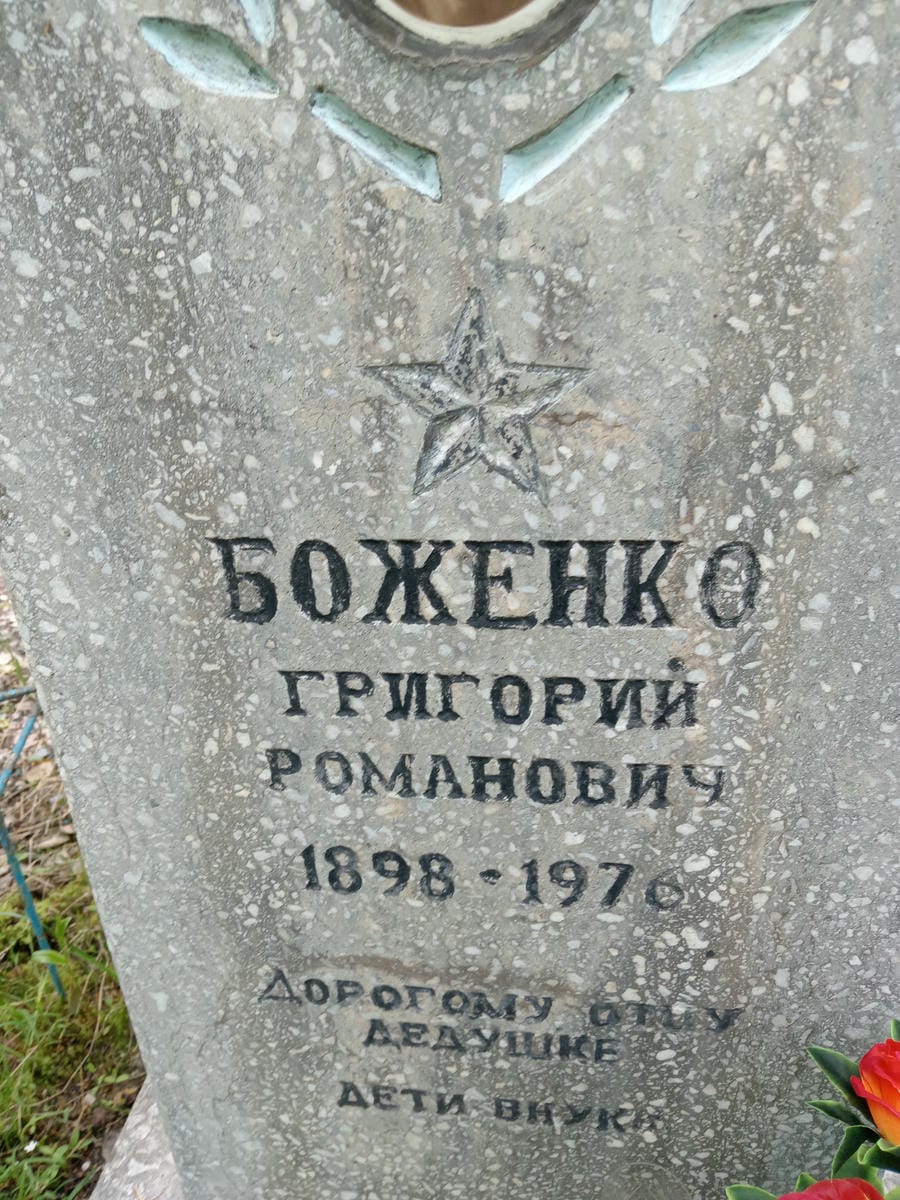 БОЖЕНКО
ГРИГОРИЙ
РОМАНОВИЧ
1898 - 1976
ДОРОГОМУ ОТЦУ
ДЕДУШКЕ
ДЕТИ ВНУКИ